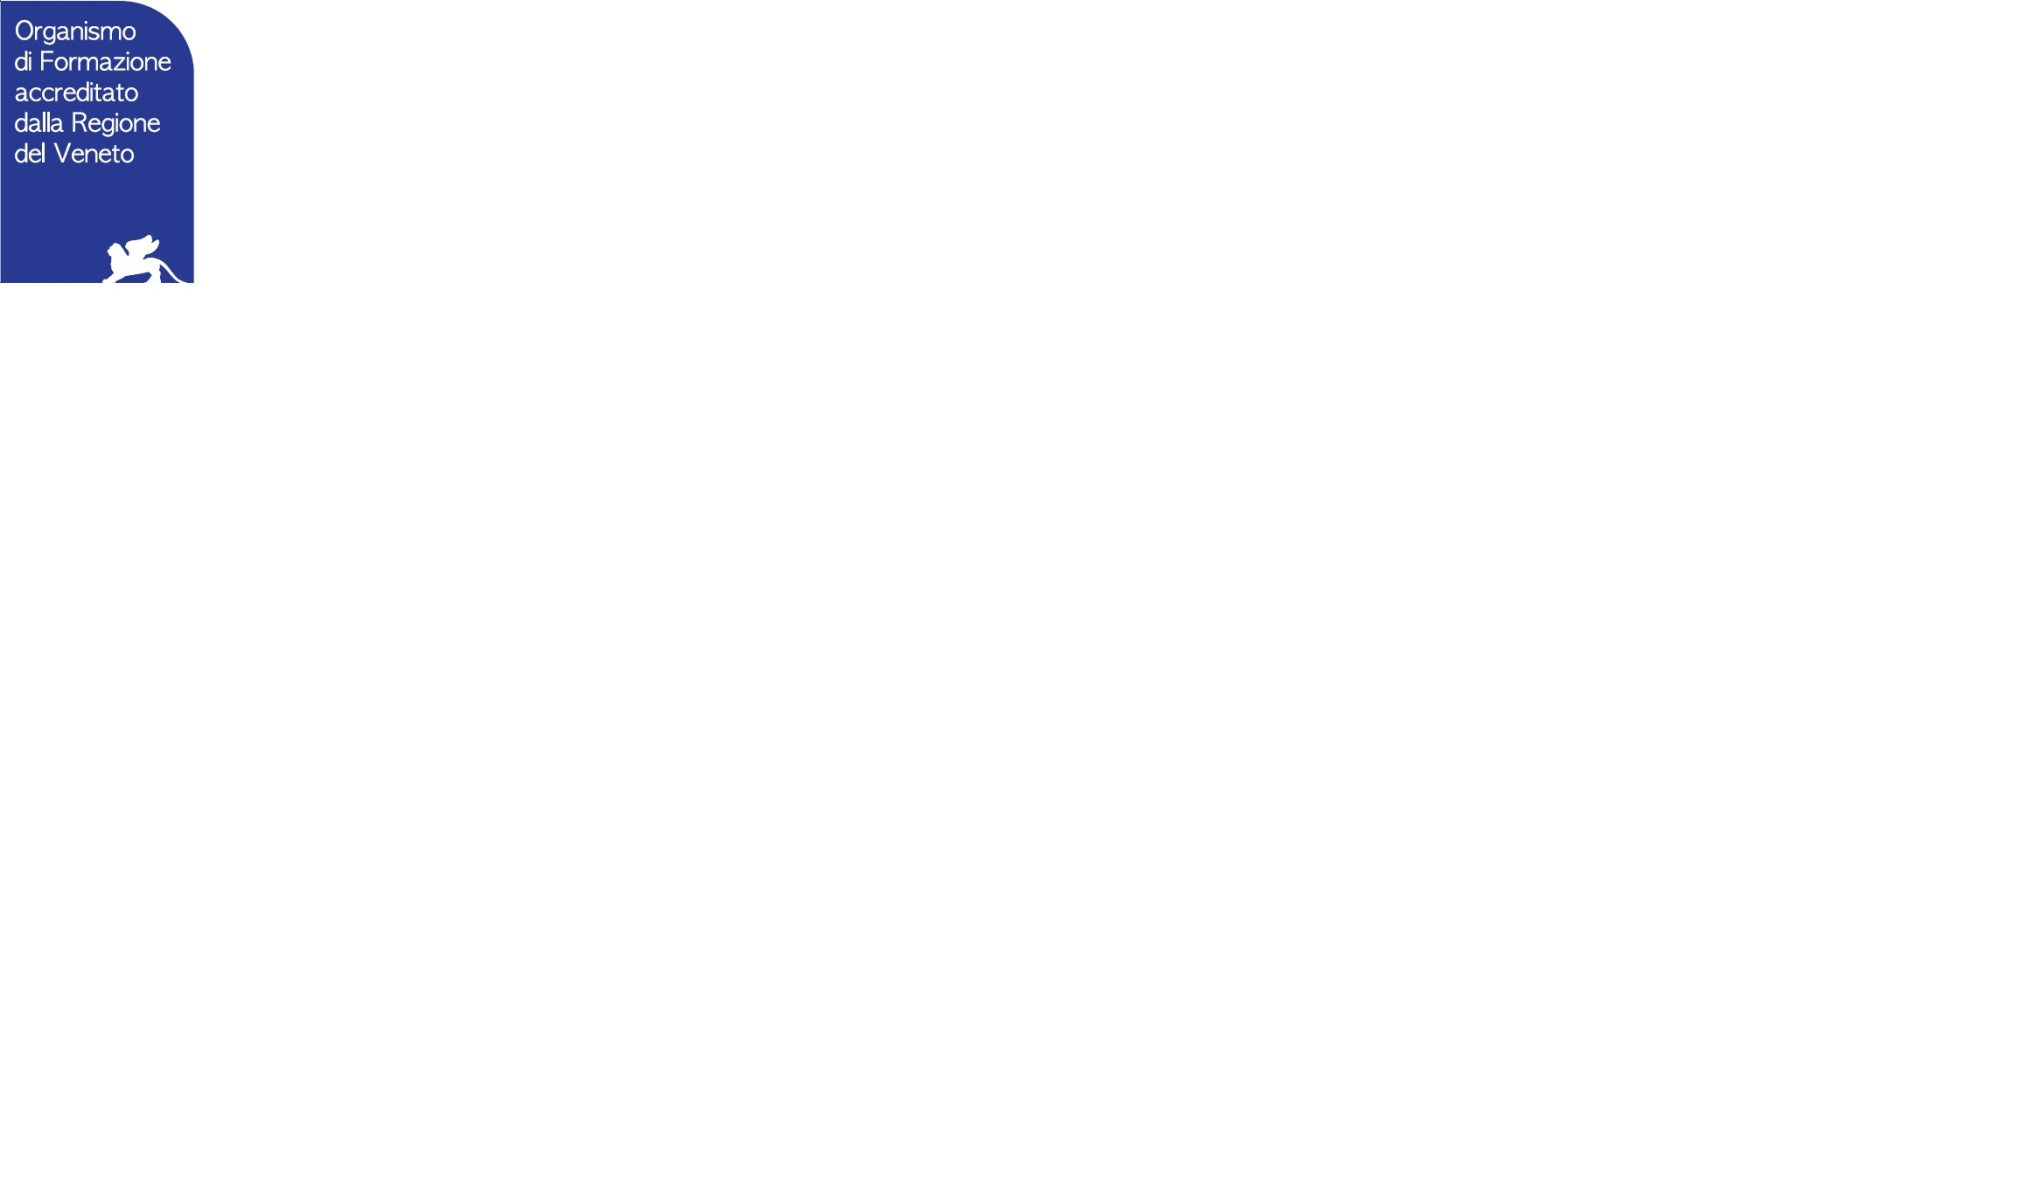 Organismo
di Formazione
accreditato
dalla Regione
del Veneto